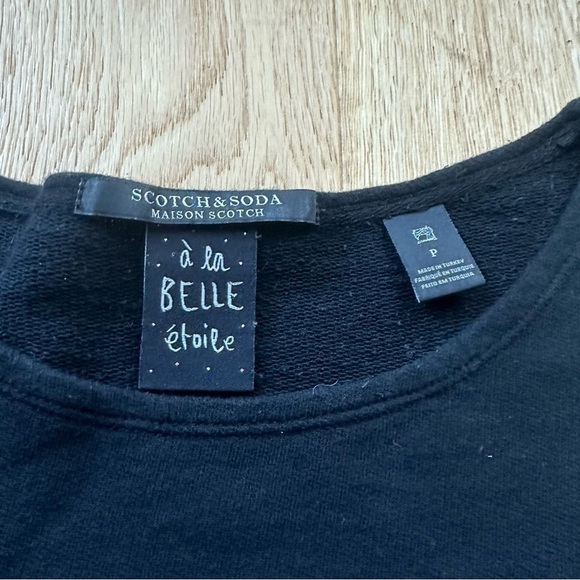 SCOTCH & SODA
MAISON SCOTCH
à la
BELLE
étoile
P
MADE IN TURKEY
FABRIQUÉ EN TURQUIE
FEITO EM TURQUIA